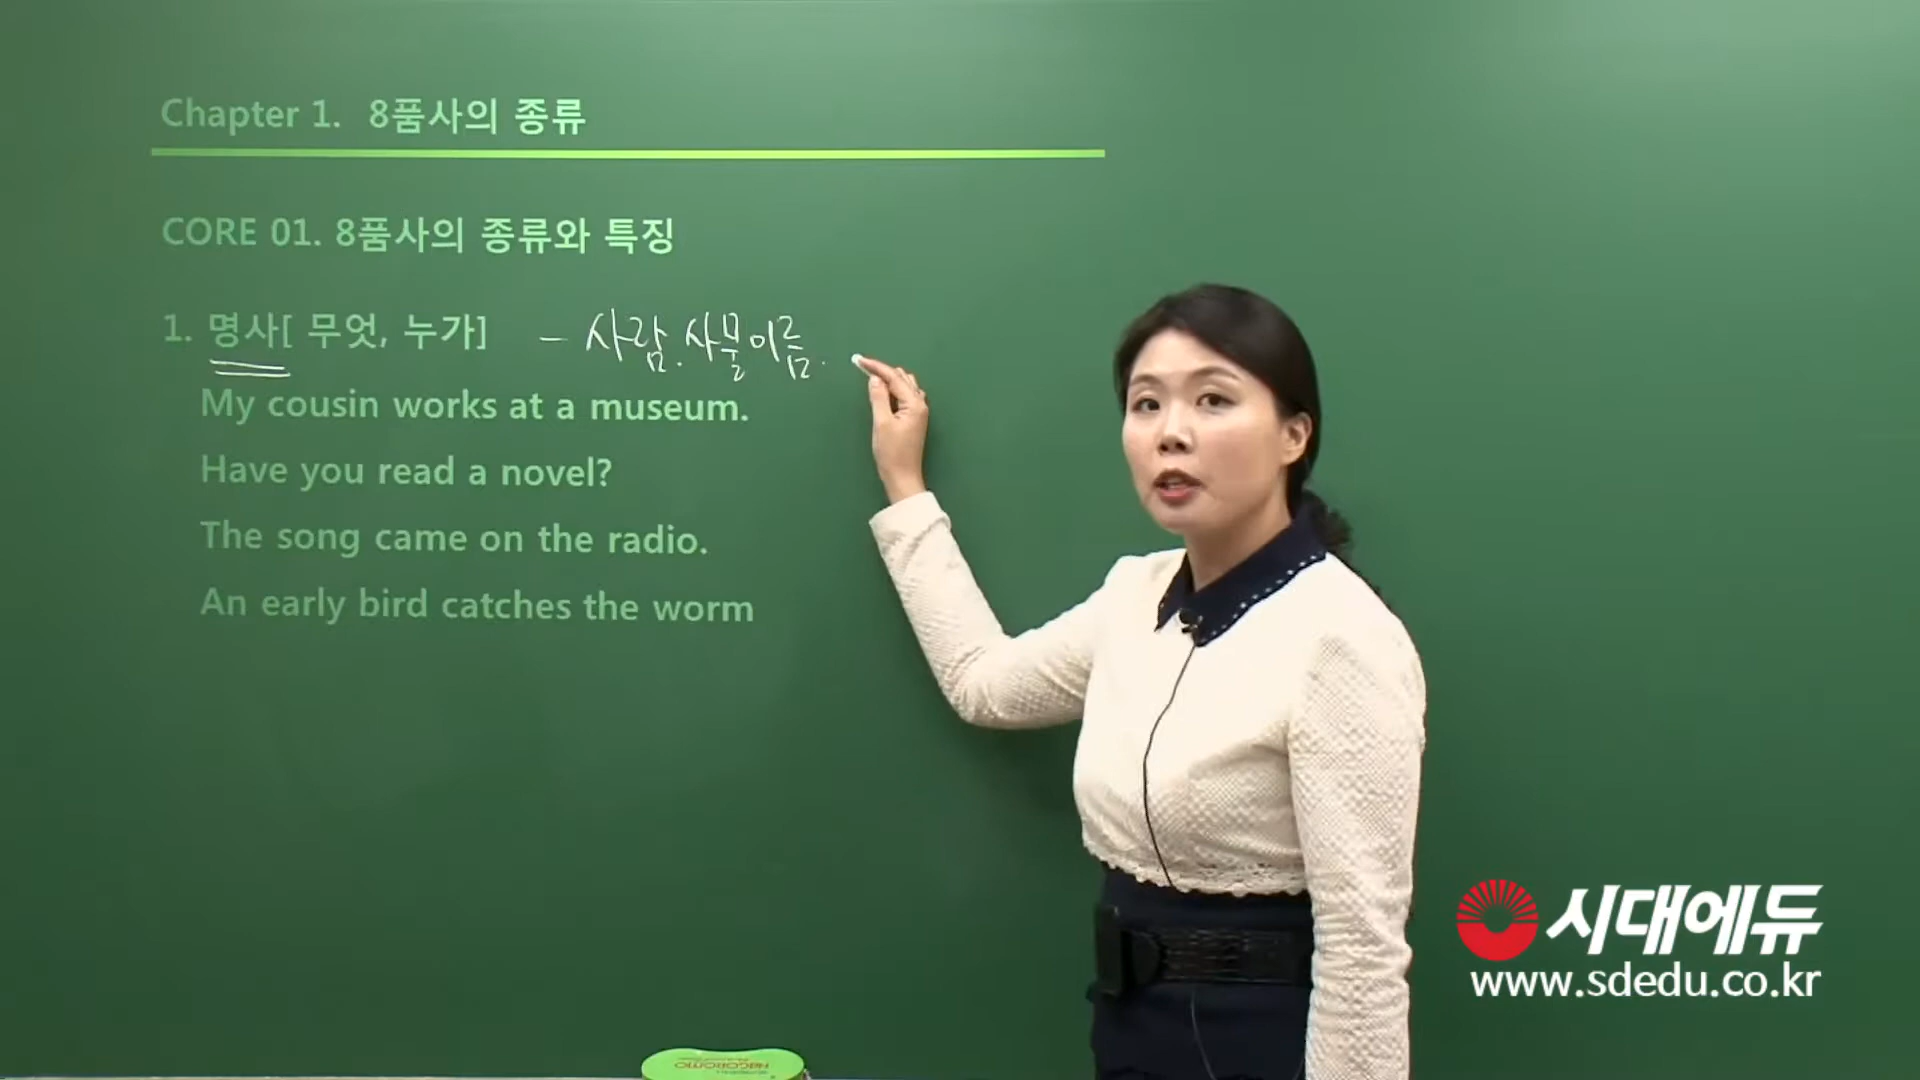 Chapter 1. 8품사의 종류
CORE 01. 8품사의 종류와 특징
1. 명사[ 무엇, 누가] - 사람.사물이름.
My cousin works at a museum.
Have you read a novel?
The song came on the radio.
An early bird catches the worm
시대에듀
www.sdedu.co.kr